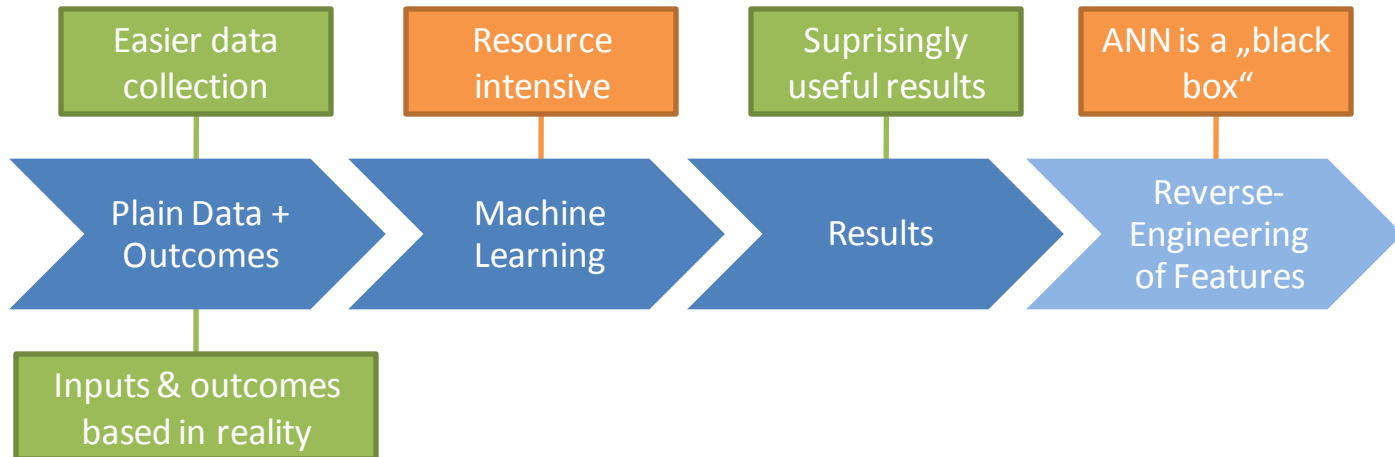 Easier data
collection
Resource
intensive
Suprisingly
useful results
ANN is a „black
box“
Plain Data +
Outcomes
Machine
Learning
Results
Reverse-
Engineering
of Features
Inputs & outcomes
based in reality